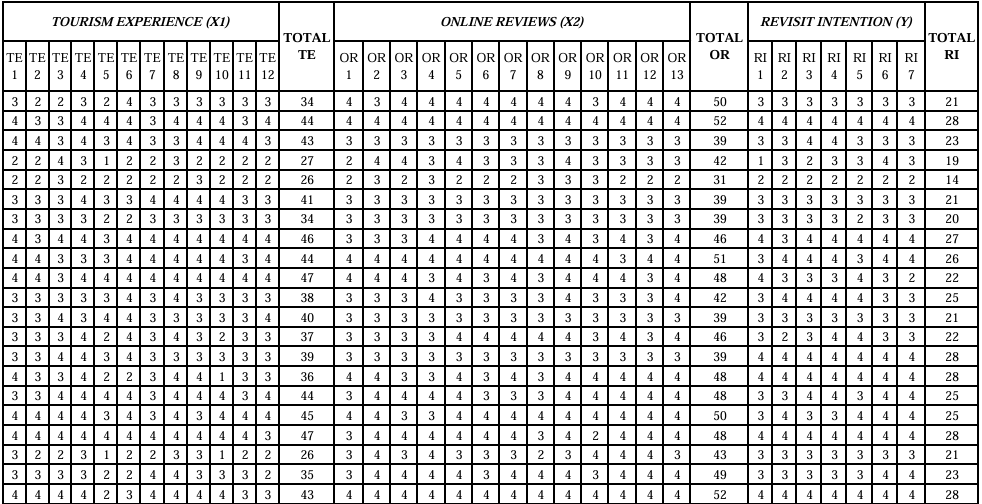 TOURISM EXPERIENCE (X1) TOTAL TE ONLINE REVIEWS (X2) TOTAL OR REVISIT INTENTION (Y) TOTAL RI
TE 1 TE 2 TE 3 TE 4 TE 5 TE 6 TE 7 TE 8 TE 9 TE 10 TE 11 TE 12 OR 1 OR 2 OR 3 OR 4 OR 5 OR 6 OR 7 OR 8 OR 9 OR 10 OR 11 OR 12 OR 13 RI 1 RI 2 RI 3 RI 4 RI 5 RI 6 RI 7
3 2 2 3 2 4 3 3 3 3 3 3 34 4 3 4 4 4 4 4 4 4 3 4 4 4 50 3 3 3 3 3 3 3 21
4 3 3 4 4 4 3 4 4 4 3 4 44 4 4 4 4 4 4 4 4 4 4 4 4 4 52 4 4 4 4 4 4 4 28
4 4 3 4 3 4 3 3 4 4 4 3 43 3 3 3 3 3 3 3 3 3 3 3 3 3 39 3 3 4 4 3 3 3 23
2 2 4 3 1 2 2 3 2 2 2 2 27 2 4 4 3 4 3 3 3 4 3 3 3 3 42 1 3 2 3 3 4 3 19
2 2 3 2 2 2 2 2 3 2 2 2 26 2 3 2 3 2 2 2 3 3 3 2 2 2 31 2 2 2 2 2 2 2 14
3 3 3 4 3 3 4 4 4 4 3 3 41 3 3 3 3 3 3 3 3 3 3 3 3 3 39 3 3 3 3 3 3 3 21
3 3 3 3 2 2 3 3 3 3 3 3 34 3 3 3 3 3 3 3 3 3 3 3 3 3 39 3 3 3 3 2 3 3 20
4 3 4 4 3 4 4 4 4 4 4 4 46 3 3 3 4 4 4 4 3 4 3 4 3 4 46 4 3 4 4 4 4 4 27
4 4 3 3 3 4 4 4 4 4 3 4 44 4 4 4 4 4 4 4 4 4 4 3 4 4 51 3 4 4 4 3 4 4 26
4 4 3 4 4 4 4 4 4 4 4 4 47 4 4 4 3 4 3 4 3 4 4 4 3 4 48 4 3 3 3 4 3 2 22
3 3 3 3 3 4 3 4 3 3 3 3 38 3 3 3 4 3 3 3 3 4 3 3 3 4 42 3 4 4 4 4 3 3 25
3 3 4 3 4 3 4 3 3 3 3 4 40 3 3 3 3 3 3 3 3 3 3 3 3 3 39 3 3 3 3 3 3 3 21
3 3 3 4 2 4 3 4 3 2 3 3 37 3 3 3 3 4 4 4 4 4 3 4 3 4 46 3 2 3 4 4 3 3 22
3 3 4 4 3 4 3 3 3 3 3 3 39 3 3 3 3 3 3 3 3 3 3 3 3 3 39 4 4 4 4 4 4 4 28
4 3 3 4 2 2 3 4 4 1 3 3 36 4 4 3 3 4 3 4 3 4 4 4 4 4 48 4 4 4 4 4 4 4 28
3 3 4 4 4 4 3 4 4 4 3 4 44 3 4 4 4 4 3 3 3 4 4 4 4 4 48 3 3 4 4 3 4 4 25
4 4 4 4 3 4 3 4 3 4 4 4 45 4 4 3 3 4 4 4 4 4 4 4 4 4 50 3 4 3 3 4 4 4 25
4 4 4 4 4 4 4 4 4 4 4 3 47 3 4 4 4 4 4 4 3 4 2 4 4 4 48 4 4 4 4 4 4 4 28
3 2 2 3 1 2 2 3 3 1 2 2 26 3 4 3 4 3 3 3 2 3 4 4 4 3 43 3 3 3 3 3 3 3 21
3 3 3 3 2 3 3 4 3 3 3 2 35 3 4 4 4 3 4 4 4 4 3 4 4 4 49 3 3 3 3 3 4 4 23
4 4 4 4 2 3 4 4 4 4 3 3 43 4 4 4 4 4 4 4 4 4 4 4 4 4 52 4 4 4 4 4 4 4 28